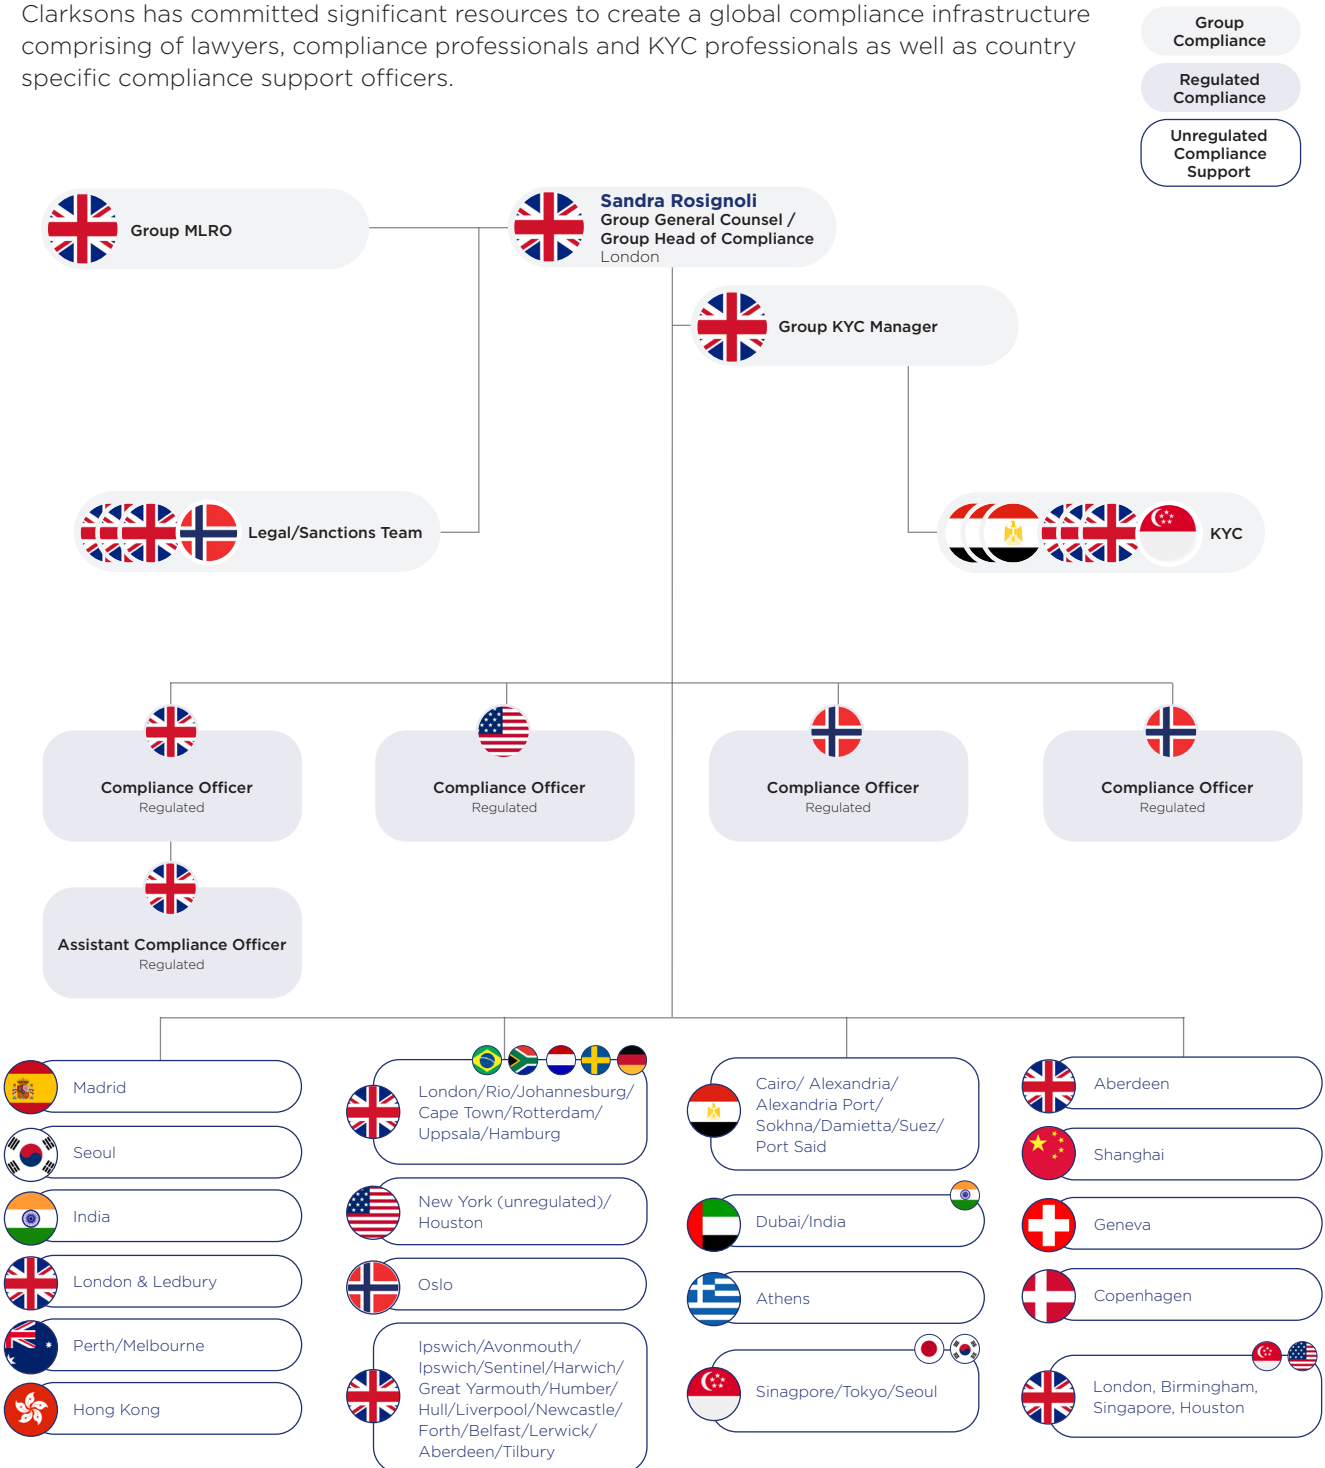 Clarksons has committed significant resources to create a global compliance infrastructure
comprising of lawyers, compliance professionals and KYC professionals as well as country
specific compliance support officers.
Group
Compliance
Regulated
Compliance
Unregulated
Compliance
Support
Group MLRO
Sandra Rosignoli
Group General Counsel /
Group Head of Compliance
London
Group KYC Manager
Legal/Sanctions Team
KYC
Compliance Officer
Regulated
Compliance Officer
Regulated
Compliance Officer
Regulated
Compliance Officer
Regulated
Assistant Compliance Officer
Regulated
Madrid
Seoul
India
London & Ledbury
Perth/Melbourne
Hong Kong
London/Rio/Johannesburg/
Cape Town/Rotterdam/
Uppsala/Hamburg
New York (unregulated)/
Houston
Oslo
Ipswich/Avonmouth/
Ipswich/Sentinel/Harwich/
Great Yarmouth/Humber/
Hull/Liverpool/Newcastle/
Forth/Belfast/Lerwick/
Aberdeen/Tilbury
Cairo/ Alexandria/
Alexandria Port/
Sokhna/Damietta/Suez/
Port Said
Dubai/India
Athens
Sinagpore/Tokyo/Seoul
Aberdeen
Shanghai
Geneva
Copenhagen
London, Birmingham,
Singapore, Houston